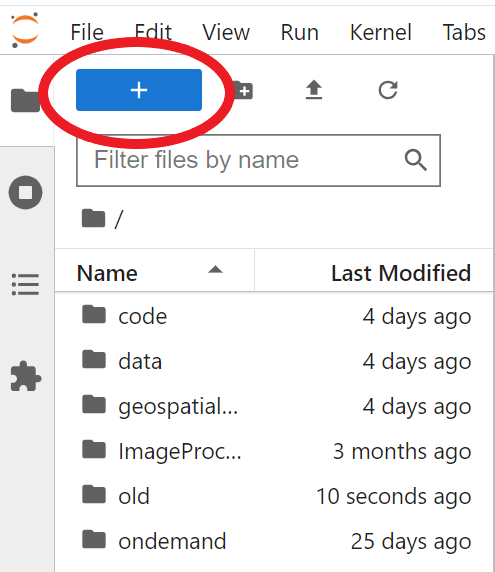 File Edit View Run Kernel Tabs
+
Filter files by name
/
Name Last Modified
code 4 days ago
data 4 days ago
geospatial... 4 days ago
ImageProc... 3 months ago
old 10 seconds ago
ondemand 25 days ago